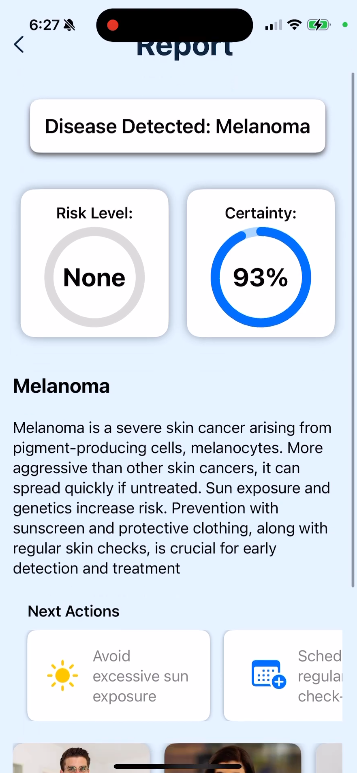 6:27
Report
Disease Detected: Melanoma
Risk Level:
None
Certainty:
93%
Melanoma
Melanoma is a severe skin cancer arising from
pigment-producing cells, melanocytes. More
aggressive than other skin cancers, it can
spread quickly if untreated. Sun exposure and
genetics increase risk. Prevention with
sunscreen and protective clothing, along with
regular skin checks, is crucial for early
detection and treatment
Next Actions
Avoid
excessive sun
exposure
Sched
regula
check-